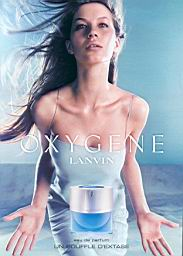 OXYGENE
LANVIN
eau de parfum
UN SOUFFLE D'EXTASE